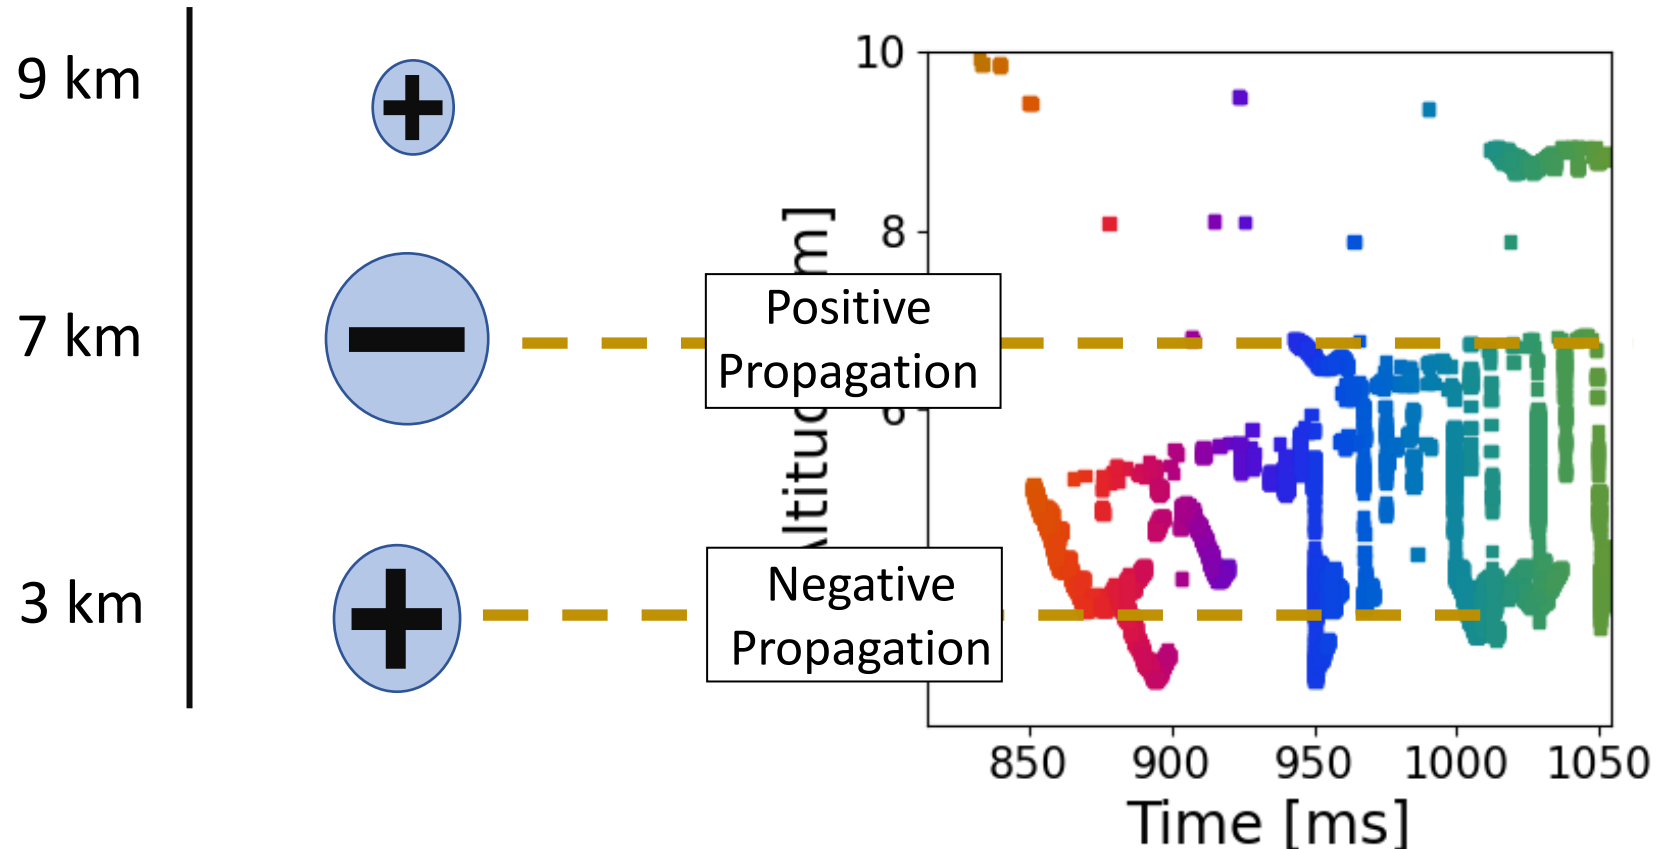 9 km
7 km
3 km
+
−
+
Positive
Propagation
Negative
Propagation
10
8
6
850 900 950 1000 1050
Time [ms]